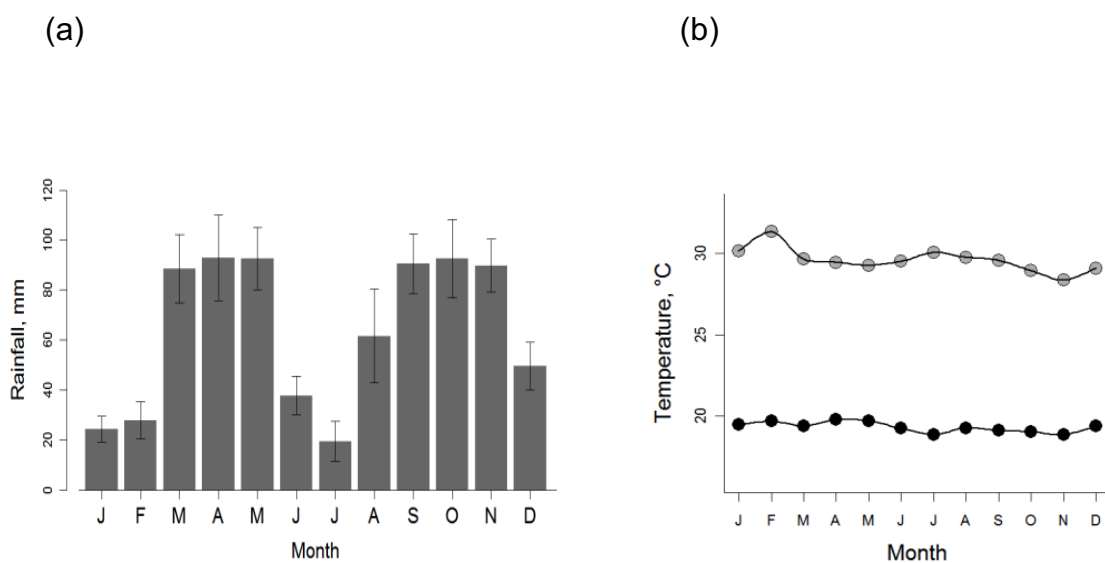 (a)
(b)
Rainfall, mm
0
20
40
60
80
100
120
J F M A M J J A S O N D
Month
Temperature, °C
20
25
30
J F M A M J J A S O N D
Month